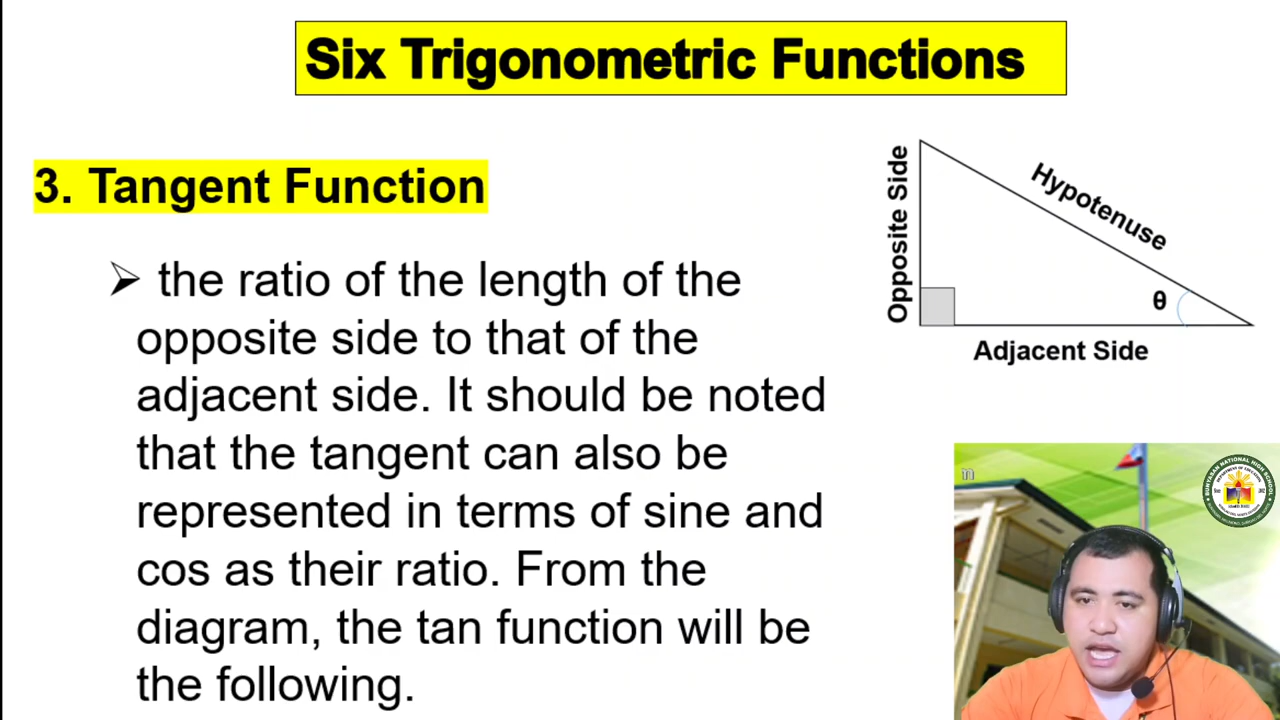 Six Trigonometric Functions
3. Tangent Function
➢ the ratio of the length of the
opposite side to that of the
adjacent side. It should be noted
that the tangent can also be
represented in terms of sine and
cos as their ratio. From the
diagram, the tan function will be
the following.
Opposite Side
Hypotenuse
θ
Adjacent Side